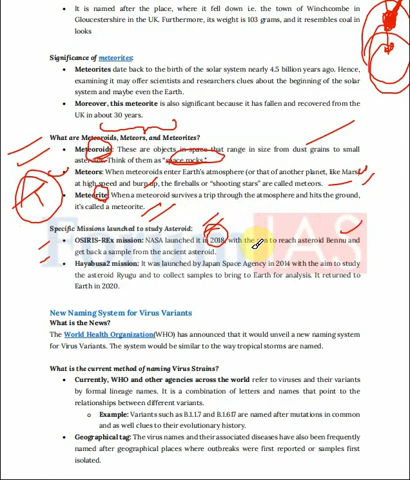 • It is named after the place, where it fell down i.e. the town of Winchcombe in
Gloucestershire in the UK. Furthermore, its weight is 103 grams, and it resembles coal in
looks
Significance of meteorites:
• Meteorites date back to the birth of the solar system nearly 4.5 billion years ago. Hence,
examining it may offer scientists and researchers clues about the beginning of the solar
system and maybe even the Earth.
• Moreover, this meteorite is also significant because it has fallen and recovered from the
UK in about 30 years.
What are Meteoroids, Meteors, and Meteorites?
• Meteoroids: These are objects in space that range in size from dust grains to small
Think of them as "space rocks."
Meteors: When meteoroids enter Earth's atmosphere (or that of another planet, like Mars)
at high speed and burn up, the fireballs or "shooting stars" are called meteors.
Meteorite: When a meteoroid survives a trip through the atmosphere and hits the ground,
it's called a meteorite.
Specific Missions launched to study Asteroid:
• OSIRIS-REx mission: NASA launched it in 2018, with the to reach asteroid Bennu and
get back a sample from the ancient asteroid.
• Hayabusa2 mission: It was launched by Japan Space Agency in 2014 with the aim to
study the asteroid Ryugu and to collect samples to bring to Earth for analysis. It returned to
Earth in 2020.
New Naming System for Virus Variants
What is the News?
The World Health Organization(WHO) has announced that it would unveil a new naming system
for Virus Variants. The system would be similar to the way tropical storms are named.
What is the current method of naming Virus Strains?
• Currently, WHO and other agencies across the world refer to viruses and their variants
by formal lineage names. It is a combination of letters and names that point to the
relationships between different variants.
o Example: Variants such as B.1.1.7 and B.1.617 are named after mutations in common
and as well clues to their evolutionary history.
• Geographical tag: The virus names and their associated diseases have also been frequently
named after geographical places where outbreaks were first reported or samples first
isolated.